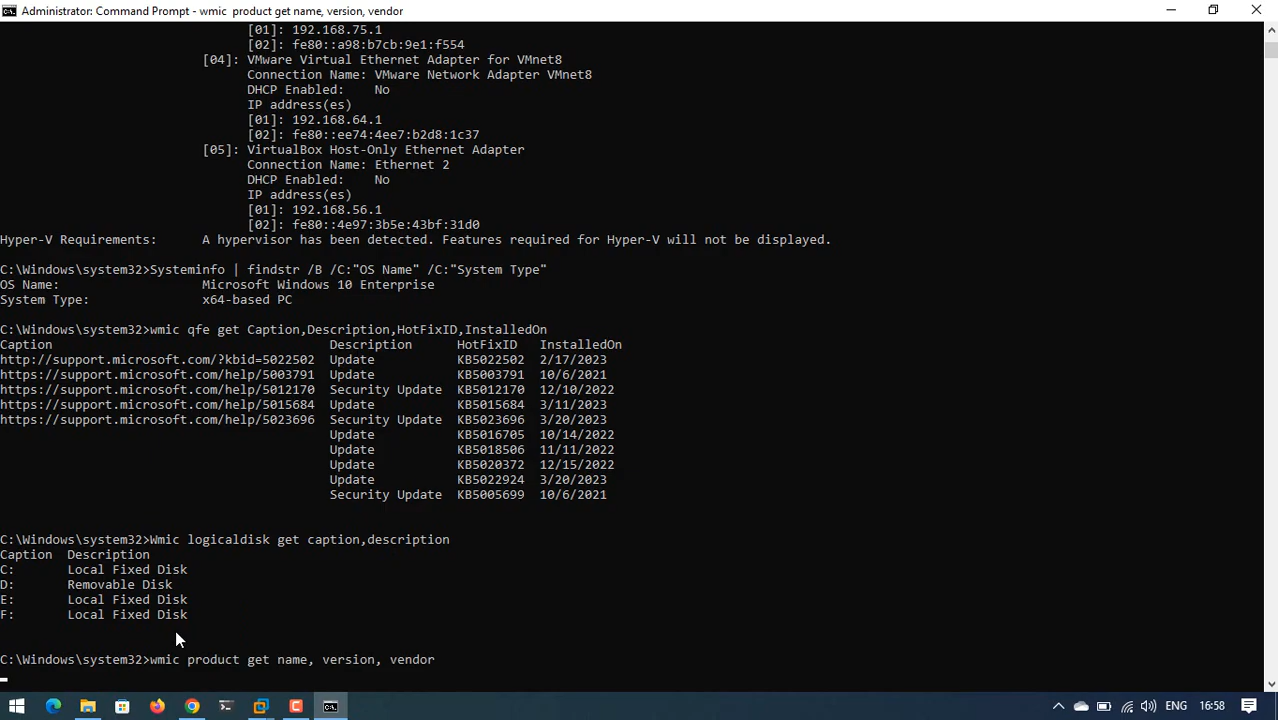 Administrator: Command Prompt - wmic  product get name, version, vendor
[01]: 192.168.75.1
[02]: fe80::a98:b7cb:9e1:f554
[04]: VMware Virtual Ethernet Adapter for VMnet8
Connection Name: VMware Network Adapter VMnet8
DHCP Enabled:    No
IP address(es)
[01]: 192.168.64.1
[02]: fe80::ee74:4ee7:b2d8:1c37
[05]: VirtualBox Host-Only Ethernet Adapter
Connection Name: Ethernet 2
DHCP Enabled:    No
IP address(es)
[01]: 192.168.56.1
[02]: fe80::4e97:3b5e:43bf:31d0
Hyper-V Requirements:      A hypervisor has been detected. Features required for Hyper-V will not be displayed.
C:\Windows\system32>Systeminfo | findstr /B /C:"OS Name" /C:"System Type"
OS Name:                   Microsoft Windows 10 Enterprise
System Type:               x64-based PC
C:\Windows\system32>wmic qfe get Caption,Description,HotFixID,InstalledOn
Caption                                     Description      HotFixID   InstalledOn
http://support.microsoft.com/?kbid=5022502  Update           KB5022502  2/17/2023
https://support.microsoft.com/help/5003791  Update           KB5003791  10/6/2021
https://support.microsoft.com/help/5012170  Security Update  KB5012170  12/10/2022
https://support.microsoft.com/help/5015684  Update           KB5015684  3/11/2023
https://support.microsoft.com/help/5023696  Security Update  KB5023696  3/20/2023
Update           KB5016705  10/14/2022
Update           KB5018506  11/11/2022
Update           KB5020372  12/15/2022
Update           KB5022924  3/20/2023
Security Update  KB5005699  10/6/2021
C:\Windows\system32>Wmic logicaldisk get caption,description
Caption  Description
C:       Local Fixed Disk
D:       Removable Disk
E:       Local Fixed Disk
F:       Local Fixed Disk
C:\Windows\system32>wmic product get name, version, vendor
ENG 16:58